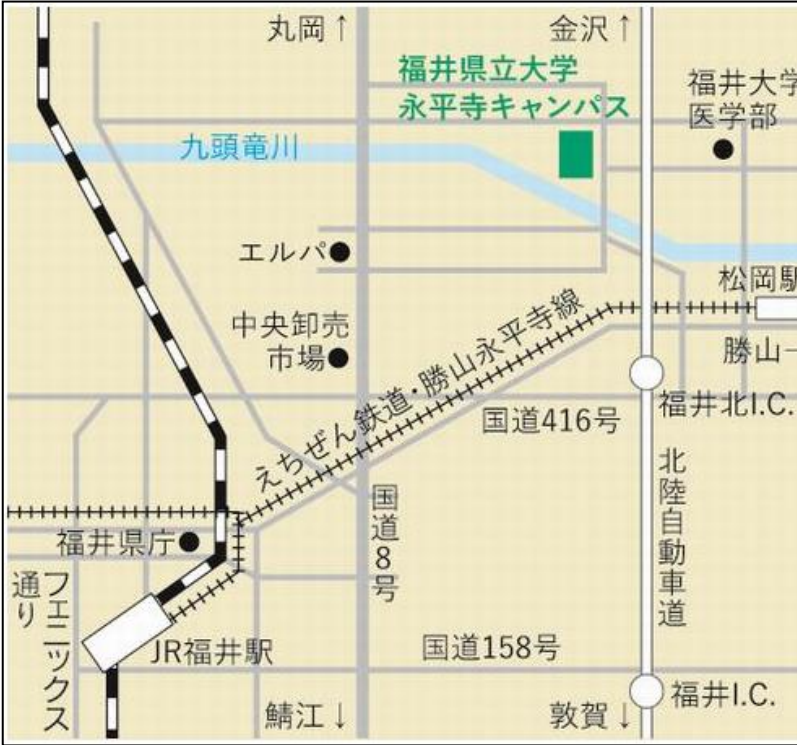 丸岡↑
金沢↑
福井県立大学
永平寺キャンパス
福井大学
医学部
九頭竜川
エルパ
松岡駅
中央卸売
市場
勝山
えちぜん鉄道・勝山永平寺線
国道416号
福井北I.C.
北陸自動車道
国道8号
福井県庁
フェニックス
通り
JR福井駅
国道158号
福井I.C.
鯖江↓
敦賀↓